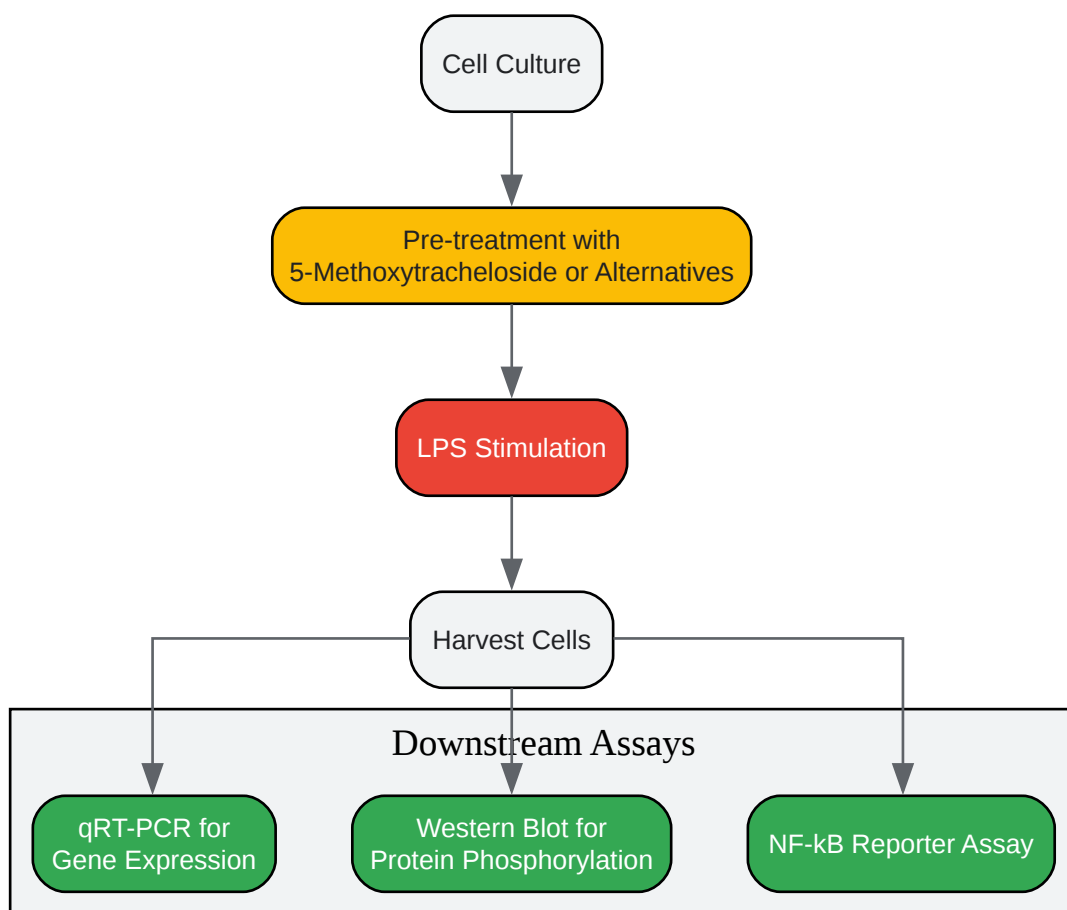 Cell Culture
Pre-treatment with
5-Methoxytracheloside or Alternatives
LPS Stimulation
Harvest Cells
Downstream Assays
qRT-PCR for
Gene Expression
Western Blot for
Protein Phosphorylation
NF-kB Reporter Assay